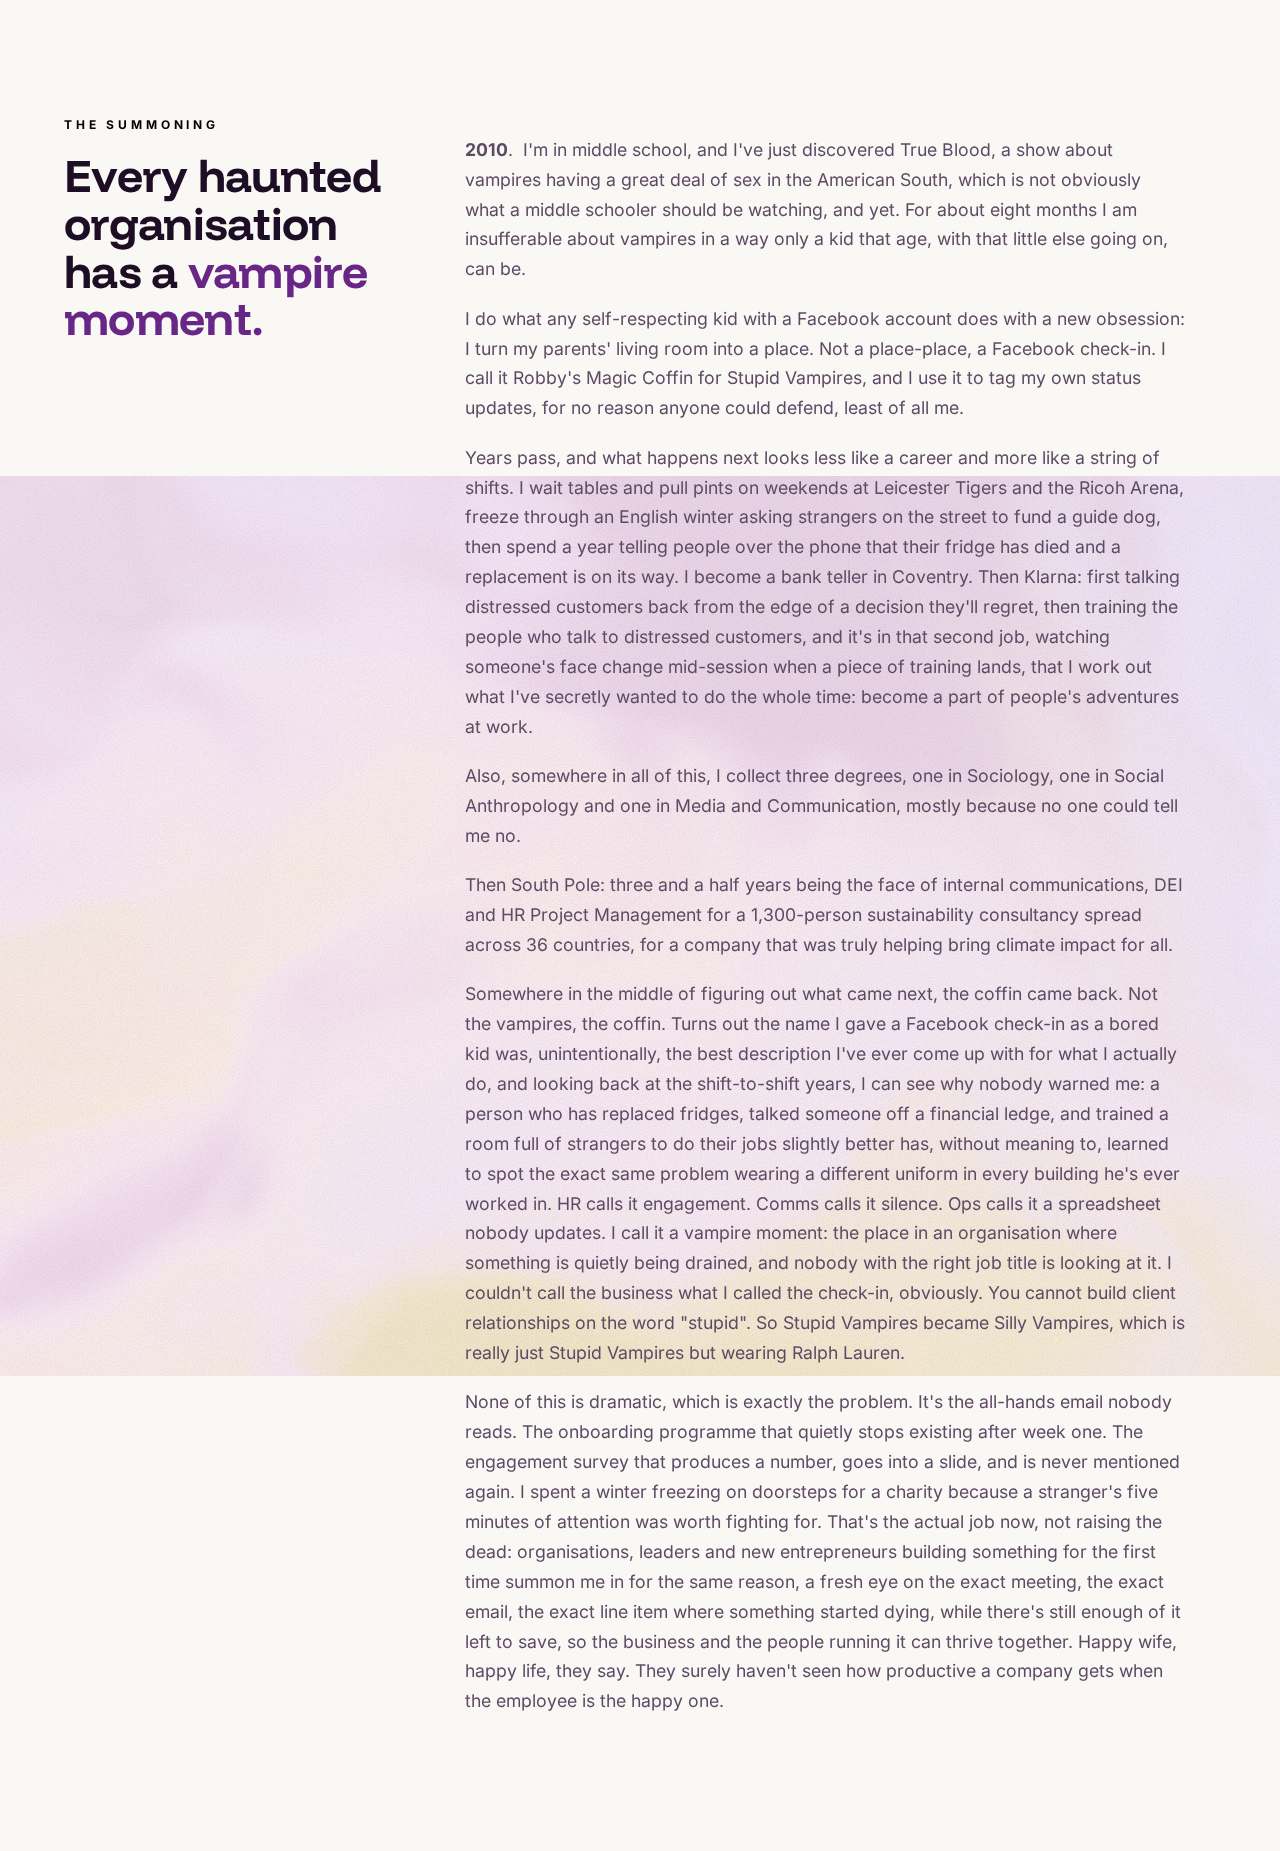 THE SUMMONING
Every haunted
organisation
has a vampire
moment.
2010.  I'm in middle school, and I've just discovered True Blood, a show about
vampires having a great deal of sex in the American South, which is not obviously
what a middle schooler should be watching, and yet. For about eight months I am
insufferable about vampires in a way only a kid that age, with that little else going on,
can be.
I do what any self-respecting kid with a Facebook account does with a new obsession:
I turn my parents' living room into a place. Not a place-place, a Facebook check-in. I
call it Robby's Magic Coffin for Stupid Vampires, and I use it to tag my own status
updates, for no reason anyone could defend, least of all me.
Years pass, and what happens next looks less like a career and more like a string of
shifts. I wait tables and pull pints on weekends at Leicester Tigers and the Ricoh Arena,
freeze through an English winter asking strangers on the street to fund a guide dog,
then spend a year telling people over the phone that their fridge has died and a
replacement is on its way. I become a bank teller in Coventry. Then Klarna: first talking
distressed customers back from the edge of a decision they'll regret, then training the
people who talk to distressed customers, and it's in that second job, watching
someone's face change mid-session when a piece of training lands, that I work out
what I've secretly wanted to do the whole time: become a part of people's adventures
at work.
Also, somewhere in all of this, I collect three degrees, one in Sociology, one in Social
Anthropology and one in Media and Communication, mostly because no one could tell
me no.
Then South Pole: three and a half years being the face of internal communications, DEI
and HR Project Management for a 1,300-person sustainability consultancy spread
across 36 countries, for a company that was truly helping bring climate impact for all.
Somewhere in the middle of figuring out what came next, the coffin came back. Not
the vampires, the coffin. Turns out the name I gave a Facebook check-in as a bored
kid was, unintentionally, the best description I've ever come up with for what I actually
do, and looking back at the shift-to-shift years, I can see why nobody warned me: a
person who has replaced fridges, talked someone off a financial ledge, and trained a
room full of strangers to do their jobs slightly better has, without meaning to, learned
to spot the exact same problem wearing a different uniform in every building he's ever
worked in. HR calls it engagement. Comms calls it silence. Ops calls it a spreadsheet
nobody updates. I call it a vampire moment: the place in an organisation where
something is quietly being drained, and nobody with the right job title is looking at it. I
couldn't call the business what I called the check-in, obviously. You cannot build client
relationships on the word "stupid". So Stupid Vampires became Silly Vampires, which is
really just Stupid Vampires but wearing Ralph Lauren.
None of this is dramatic, which is exactly the problem. It's the all-hands email nobody
reads. The onboarding programme that quietly stops existing after week one. The
engagement survey that produces a number, goes into a slide, and is never mentioned
again. I spent a winter freezing on doorsteps for a charity because a stranger's five
minutes of attention was worth fighting for. That's the actual job now, not raising the
dead: organisations, leaders and new entrepreneurs building something for the first
time summon me in for the same reason, a fresh eye on the exact meeting, the exact
email, the exact line item where something started dying, while there's still enough of it
left to save, so the business and the people running it can thrive together. Happy wife,
happy life, they say. They surely haven't seen how productive a company gets when
the employee is the happy one.